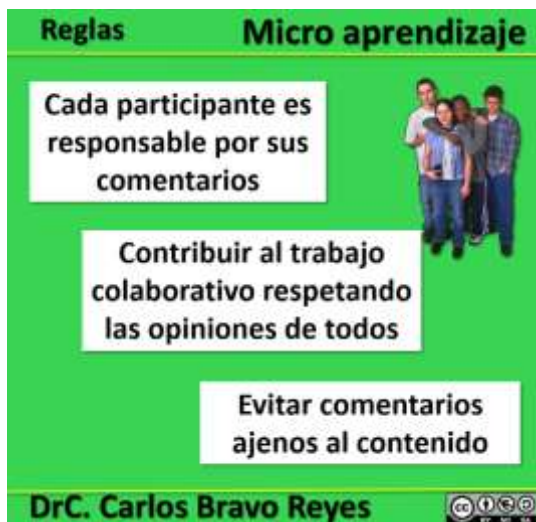 Reglas
Micro aprendizaje
Cada participante es
responsable por sus
comentarios
Contribuir al trabajo
colaborativo respetando
las opiniones de todos
Evitar comentarios
ajenos al contenido
DrC. Carlos Bravo Reyes